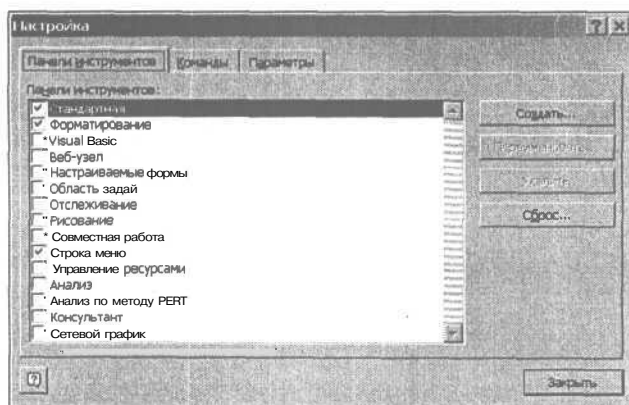 Настройка
Панели инструментов Команды Параметры
Панели инструментов:
Стандартная
Форматирование
Visual Basic
Веб-узел
Настраиваемые формы
Область задай
Отслеживание
Рисование
Совместная работа
Строка меню
Управление ресурсами
Анализ
Анализ по методу PERT
Консультант
Сетевой график
Создать...
Сброс...
Закрыть